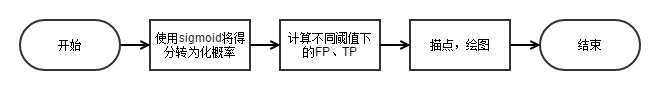 开始
使用sigmoid将得
分转为化概率
计算不同阈值下
的FP、TP
描点，绘图
结束